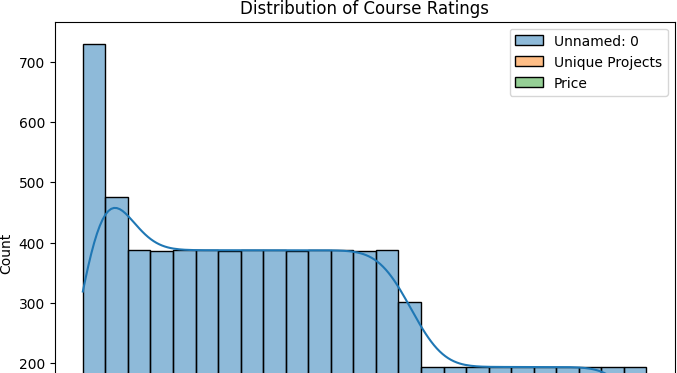 Distribution of Course Ratings
Unnamed: 0
Unique Projects
Price
700
600
500
400
300
200
Count